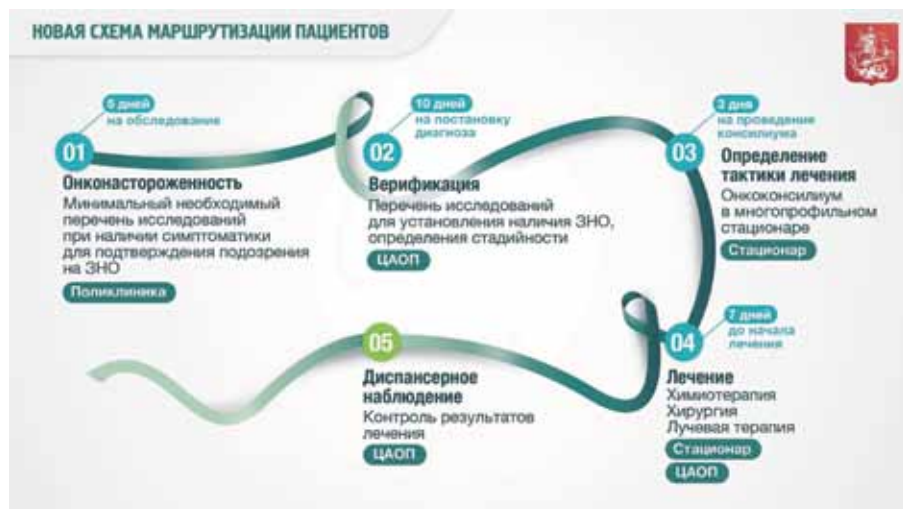 НОВАЯ СХЕМА МАРШРУТИЗАЦИИ ПАЦИЕНТОВ
5 дней
на обследование
01
Онконастороженность
Минимальный необходимый
перечень исследований
при наличии симптоматики
для подтверждения подозрения
на ЗНО
Поликлиника
10 дней
на постановку
диагноза
02
Верификация
Перечень исследований
для установления наличия ЗНО,
определения стадийности
ЦАОП
3 дня
на проведение
консилиума
03
Определение
тактики лечения
Онкоконсилиум
в многопрофильном
стационаре
Стационар
7 дней
до начала
лечения
04
Лечение
Химиотерапия
Хирургия
Лучевая терапия
Стационар
ЦАОП
05
Диспансерное
наблюдение
Контроль результатов
лечения
ЦАОП